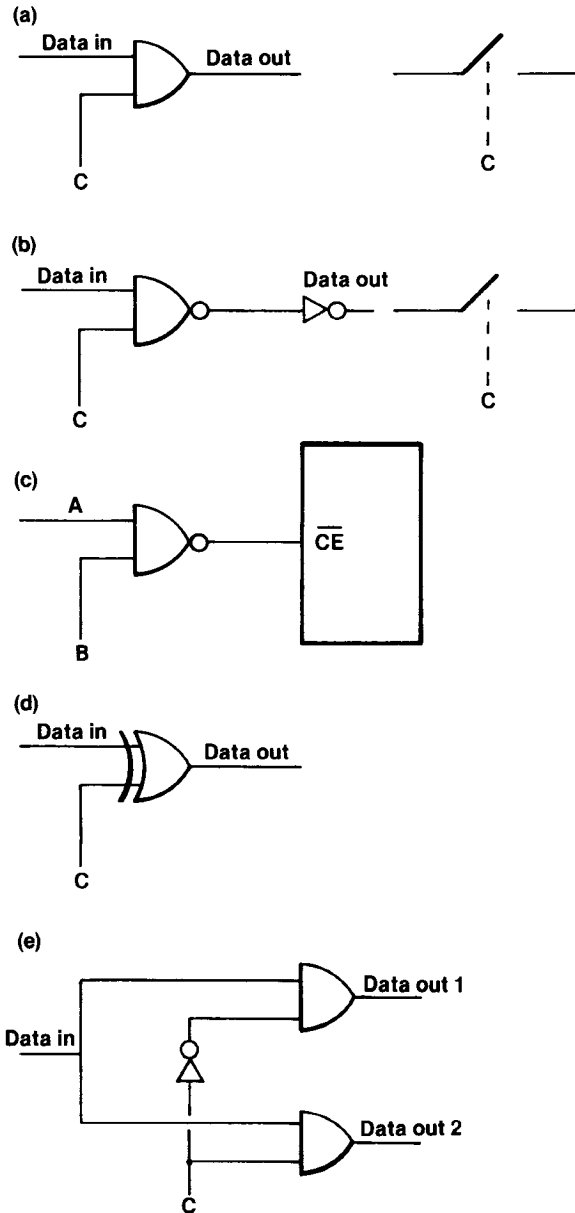 (a)
Data in
Data out
C
C
(b)
Data in
Data out
C
C
(c)
A
C̅E̅
B
(d)
Data in
Data out
C
(e)
Data out 1
Data in
Data out 2
C